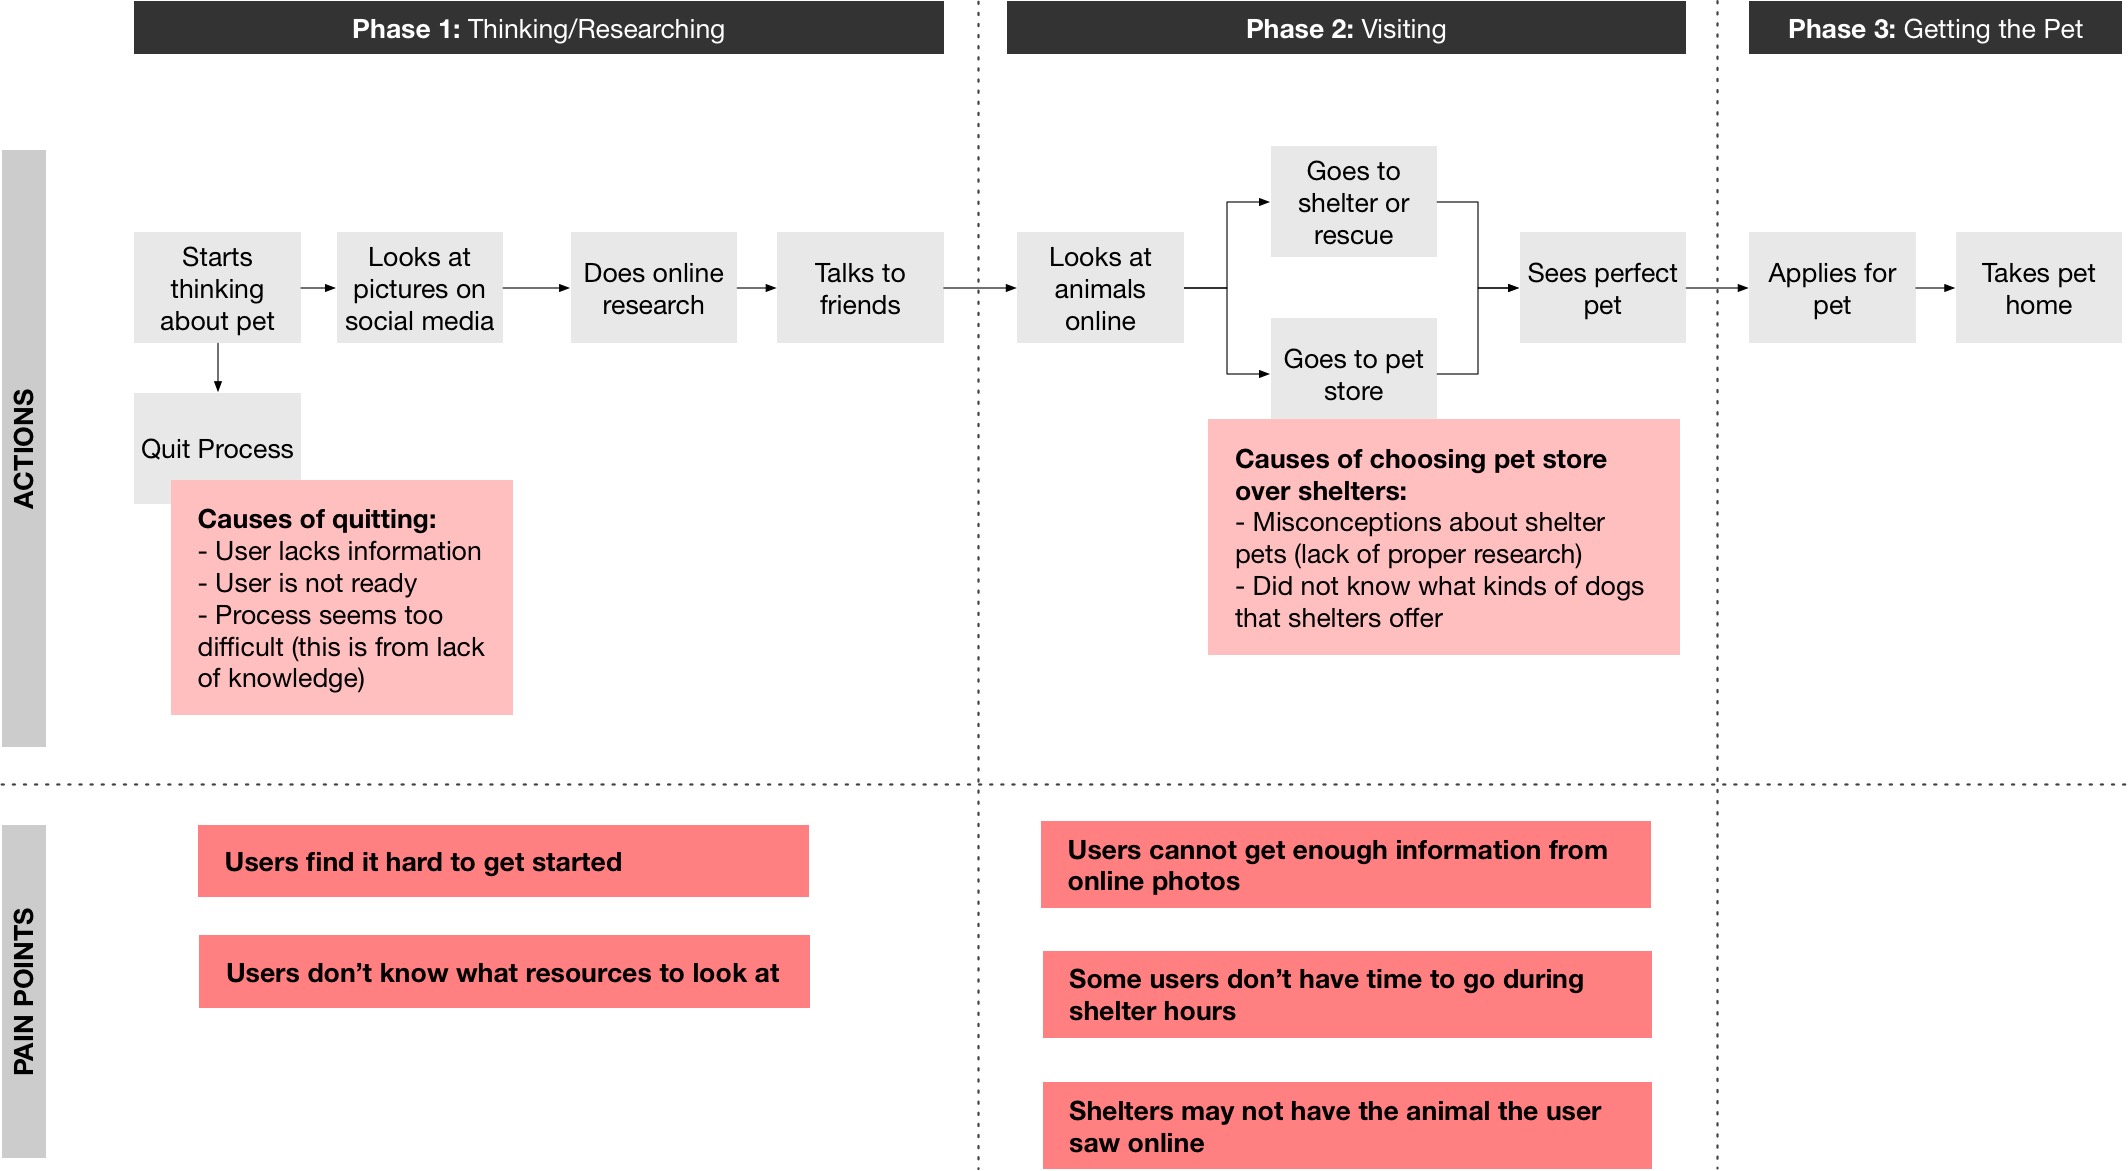 Phase 1: Thinking/Researching
Phase 2: Visiting
Phase 3: Getting the Pet
ACTIONS
Starts
thinking
about pet
Looks at
pictures on
social media
Does online
research
Talks to
friends
Quit Process
Causes of quitting:
- User lacks information
- User is not ready
- Process seems too
difficult (this is from lack
of knowledge)
Looks at
animals
online
Goes to
shelter or
rescue
Goes to pet
store
Causes of choosing pet store
over shelters:
- Misconceptions about shelter
pets (lack of proper research)
- Did not know what kinds of dogs
that shelters offer
Sees perfect
pet
Applies for
pet
Takes pet
home
PAIN POINTS
Users find it hard to get started
Users don’t know what resources to look at
Users cannot get enough information from
online photos
Some users don’t have time to go during
shelter hours
Shelters may not have the animal the user
saw online